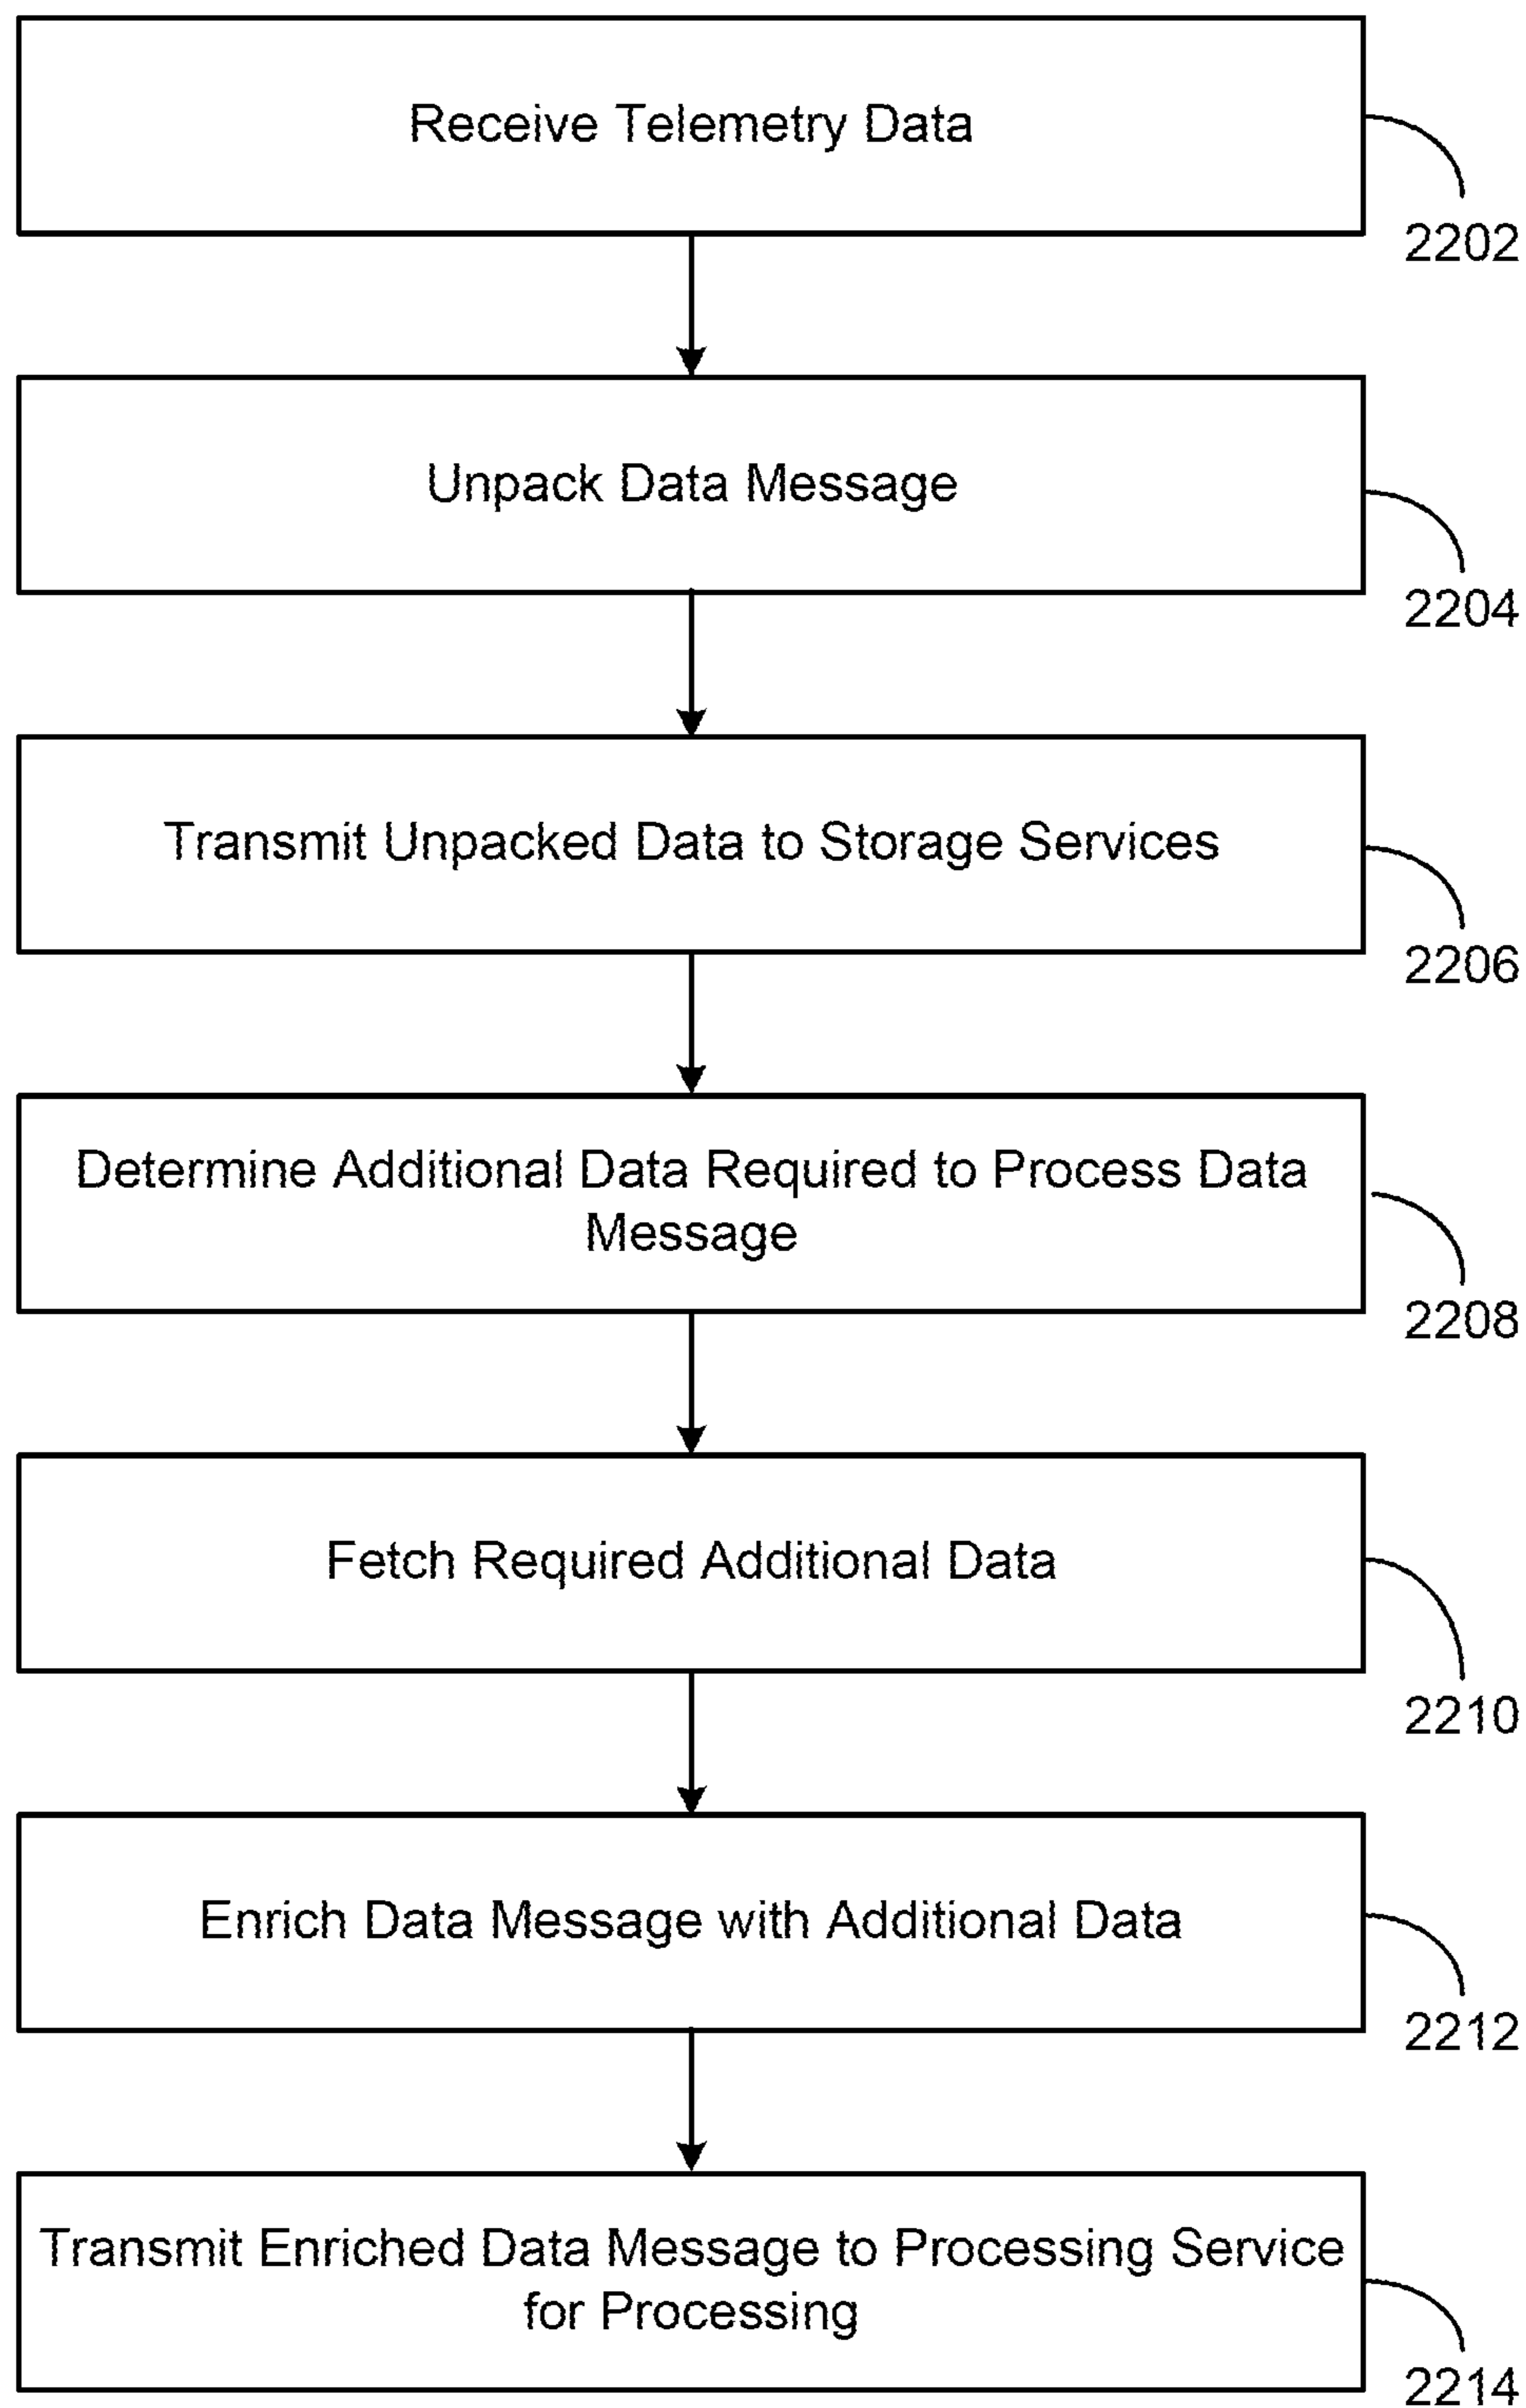 Receive Telemetry Data
2202
Unpack Data Message
2204
Transmit Unpacked Data to Storage Services
2206
Determine Additional Data Required to Process Data
Message
2208
Fetch Required Additional Data
2210
Enrich Data Message with Additional Data
2212
Transmit Enriched Data Message to Processing Service
for Processing
2214